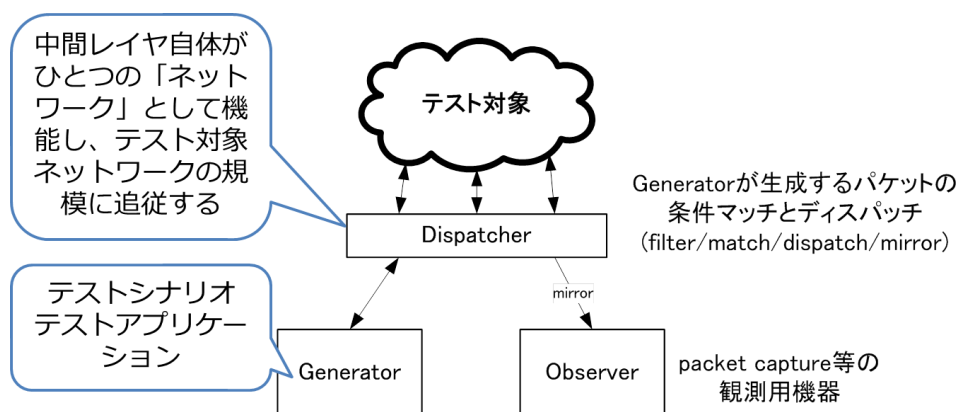 中間レイヤ自体が
ひとつの「ネット
ワーク」として機
能し、テスト対象
ネットワークの規
模に追従する
テスト対象
Generatorが生成するパケットの
条件マッチとディスパッチ
(filter/match/dispatch/mirror)
Dispatcher
mirror
テストシナリオ
テストアプリケー
ション
Generator
Observer
packet capture等の
観測用機器